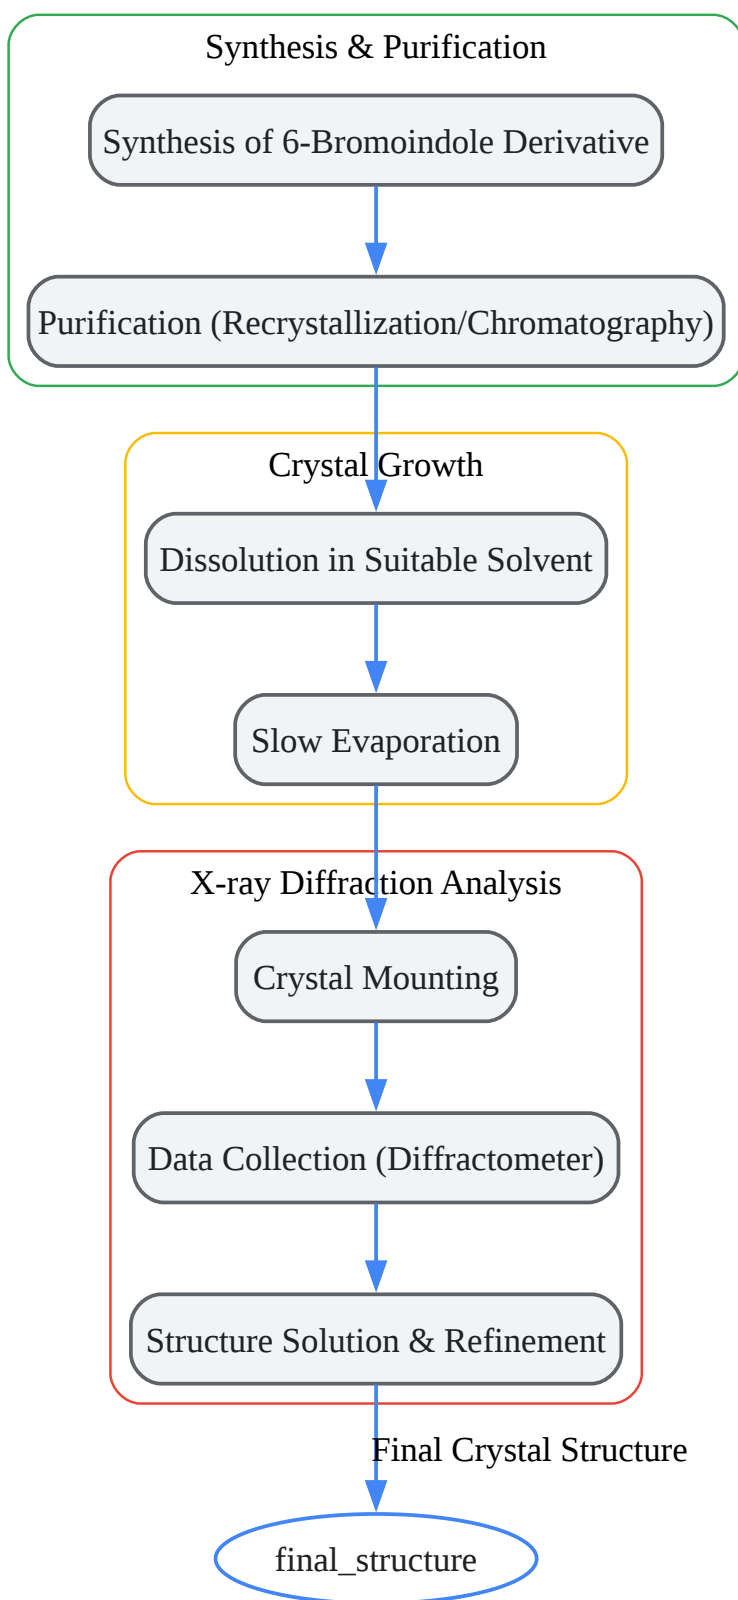 Synthesis & Purification
Synthesis of 6-Bromoindole Derivative
Purification (Recrystallization/Chromatography)
Crystal Growth
Dissolution in Suitable Solvent
Slow Evaporation
X-ray Diffraction Analysis
Crystal Mounting
Data Collection (Diffractometer)
Structure Solution & Refinement
Final Crystal Structure
final_structure